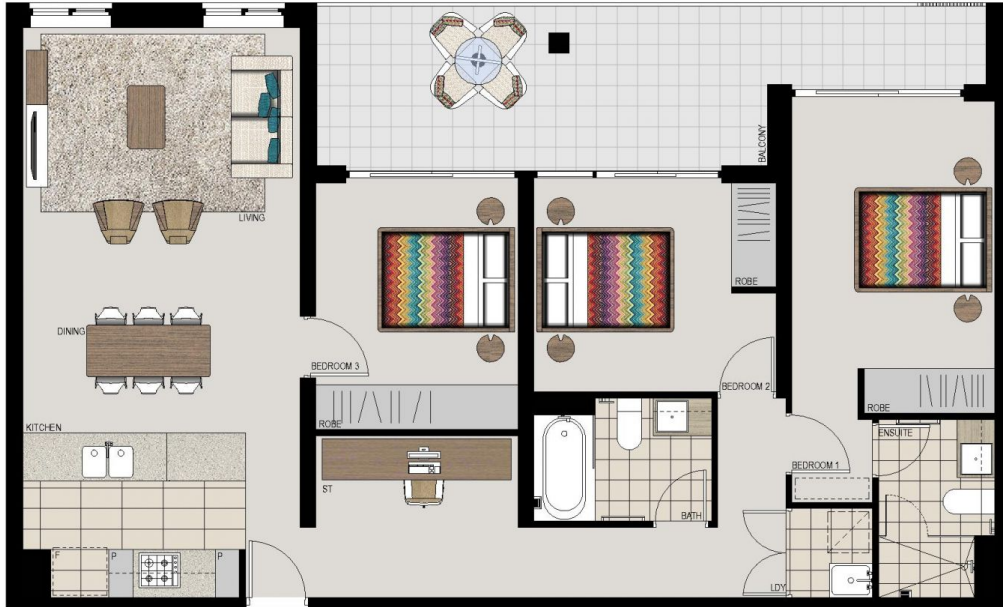 BALCONY
LIVING
ROBE
DINING
BEDROOM 3
BEDROOM 2
ROBE
ROBE
KITCHEN
ENSUITE
BEDROOM 1
ST
BATH
F
P
P
LDY